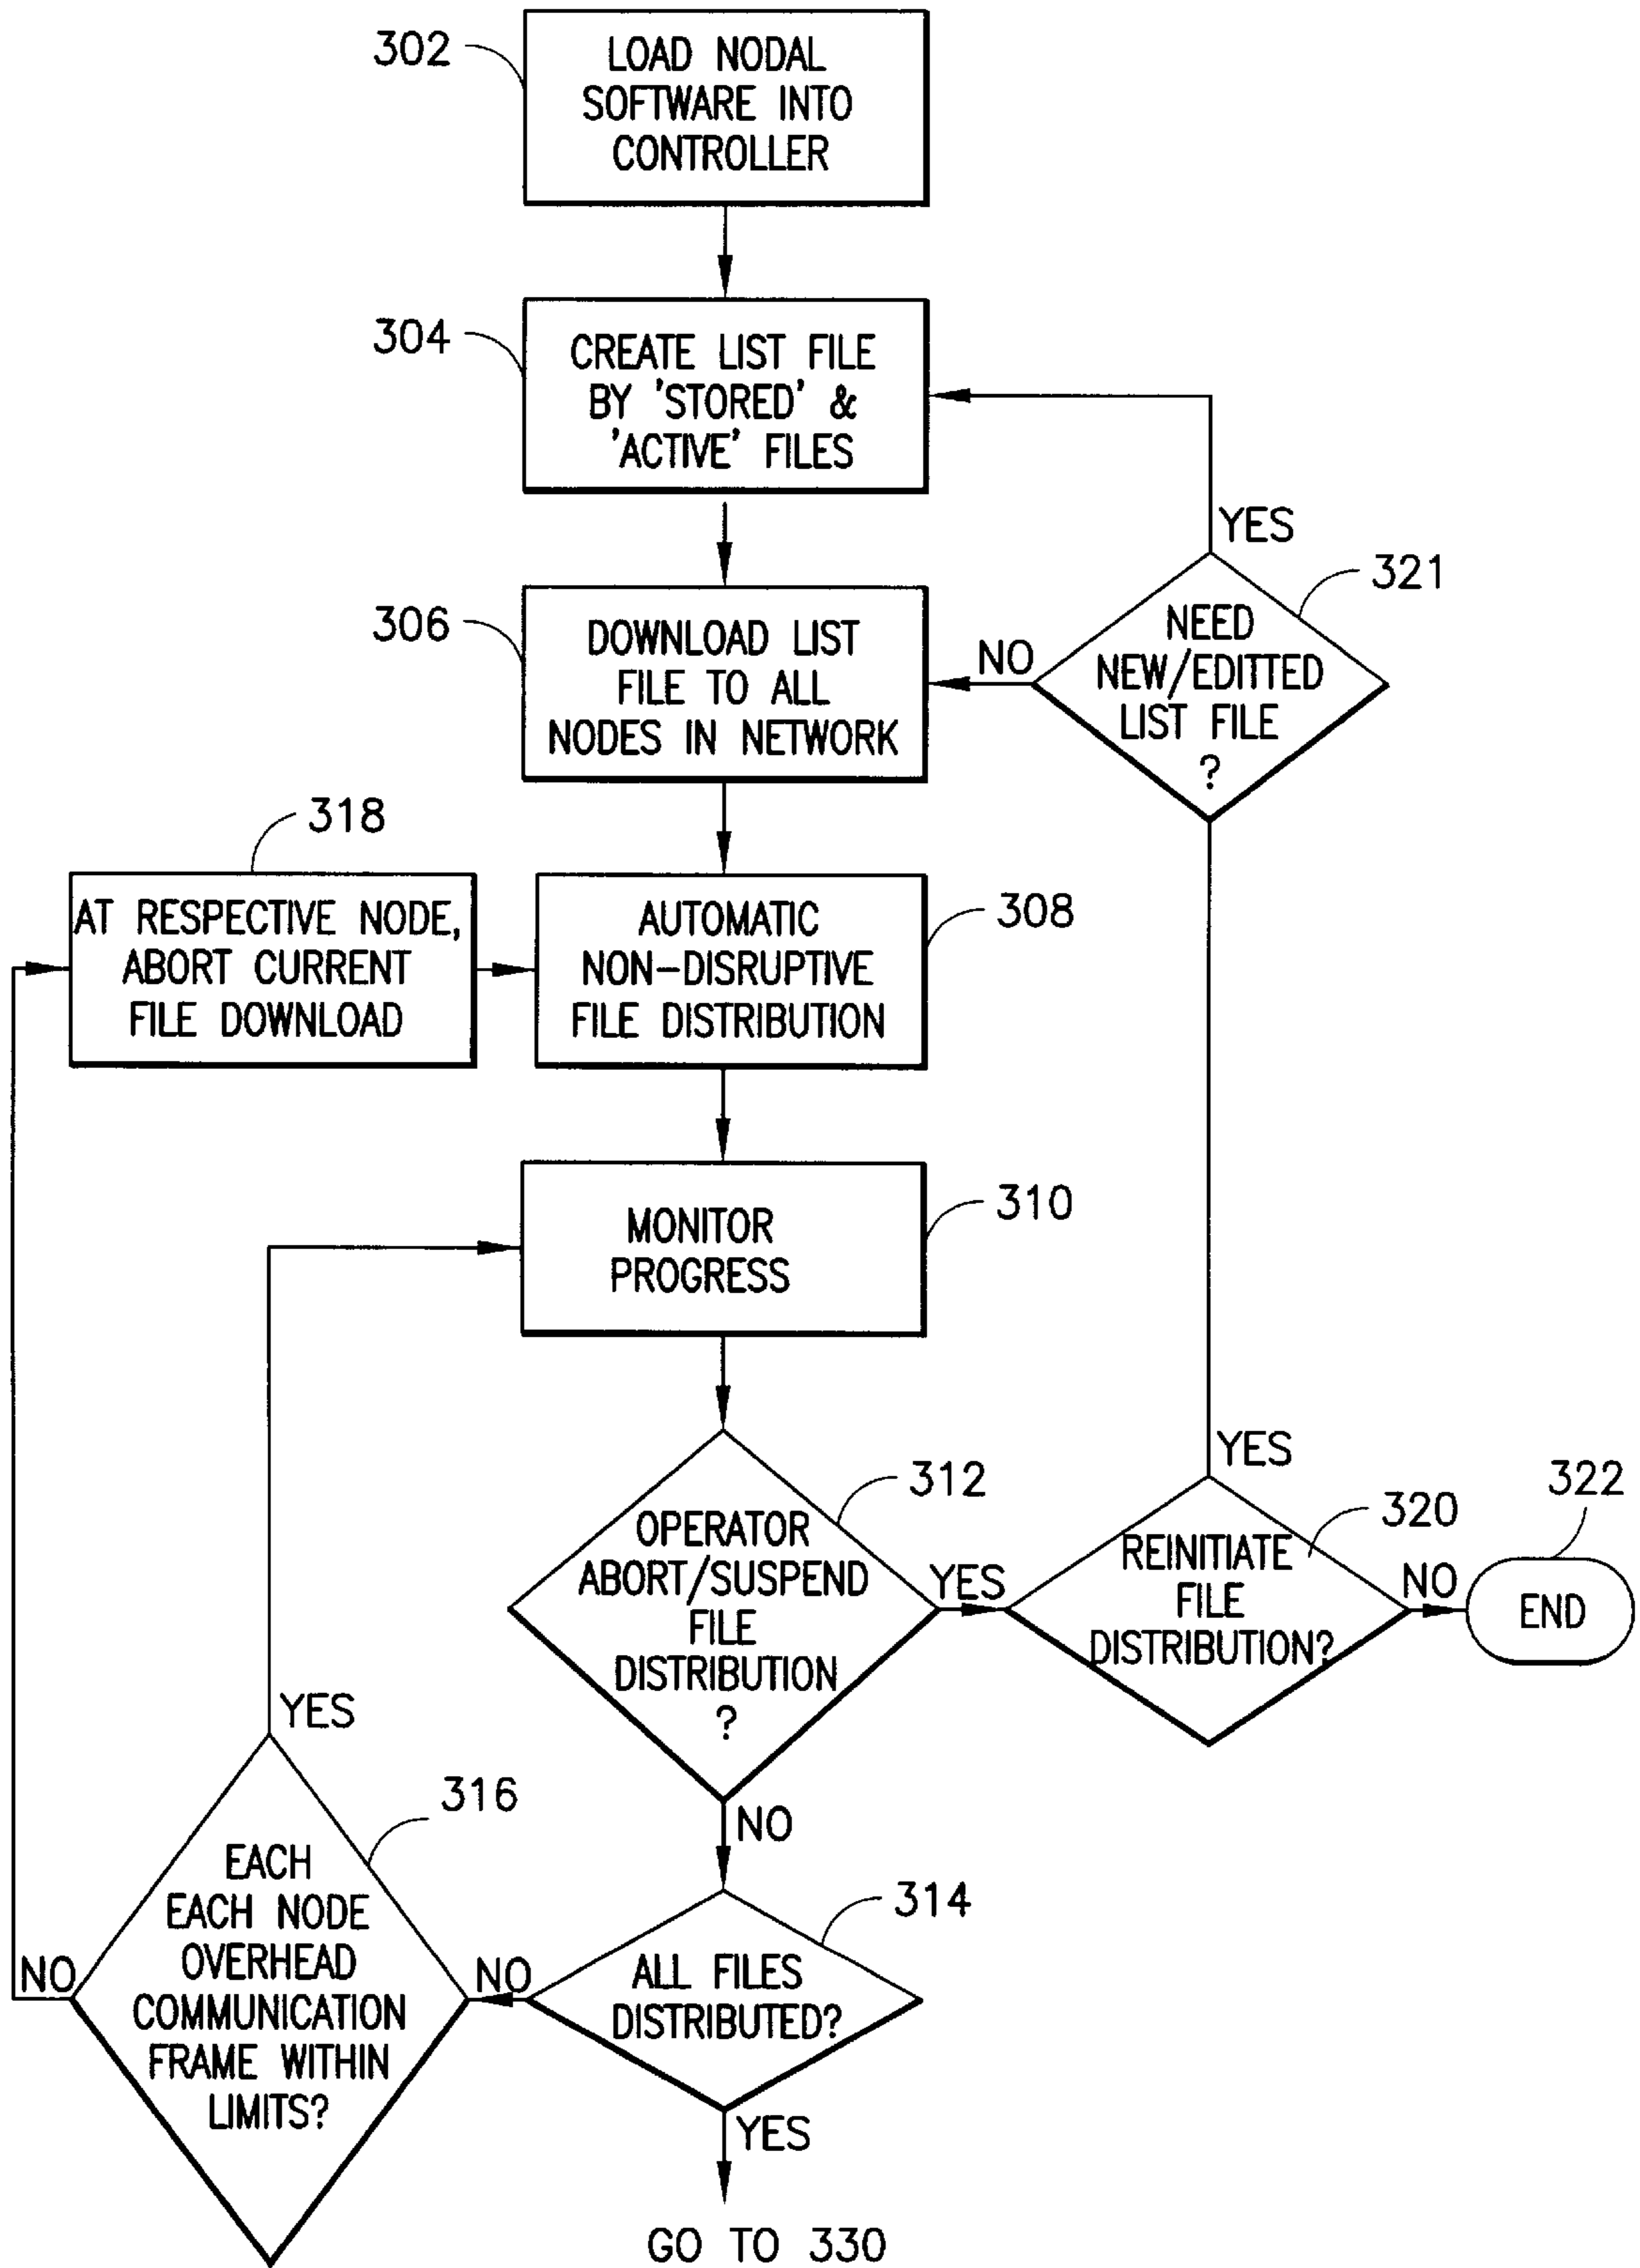 302
LOAD NODAL
SOFTWARE INTO
CONTROLLER
304
CREATE LIST FILE
BY 'STORED' &
'ACTIVE' FILES
YES
321
306
DOWNLOAD LIST
FILE TO ALL
NODES IN NETWORK
NO
NEED
NEW/EDITTED
LIST FILE
?
318
AT RESPECTIVE NODE,
ABORT CURRENT
FILE DOWNLOAD
AUTOMATIC
NON-DISRUPTIVE
FILE DISTRIBUTION
308
MONITOR
PROGRESS
310
312
OPERATOR
ABORT/SUSPEND
FILE
DISTRIBUTION
?
YES
YES
320
REINITIATE
FILE
DISTRIBUTION?
NO
322
END
YES
316
EACH
EACH NODE
OVERHEAD
COMMUNICATION
FRAME WITHIN
LIMITS?
NO
NO
314
ALL FILES
DISTRIBUTED?
NO
YES
GO TO 330